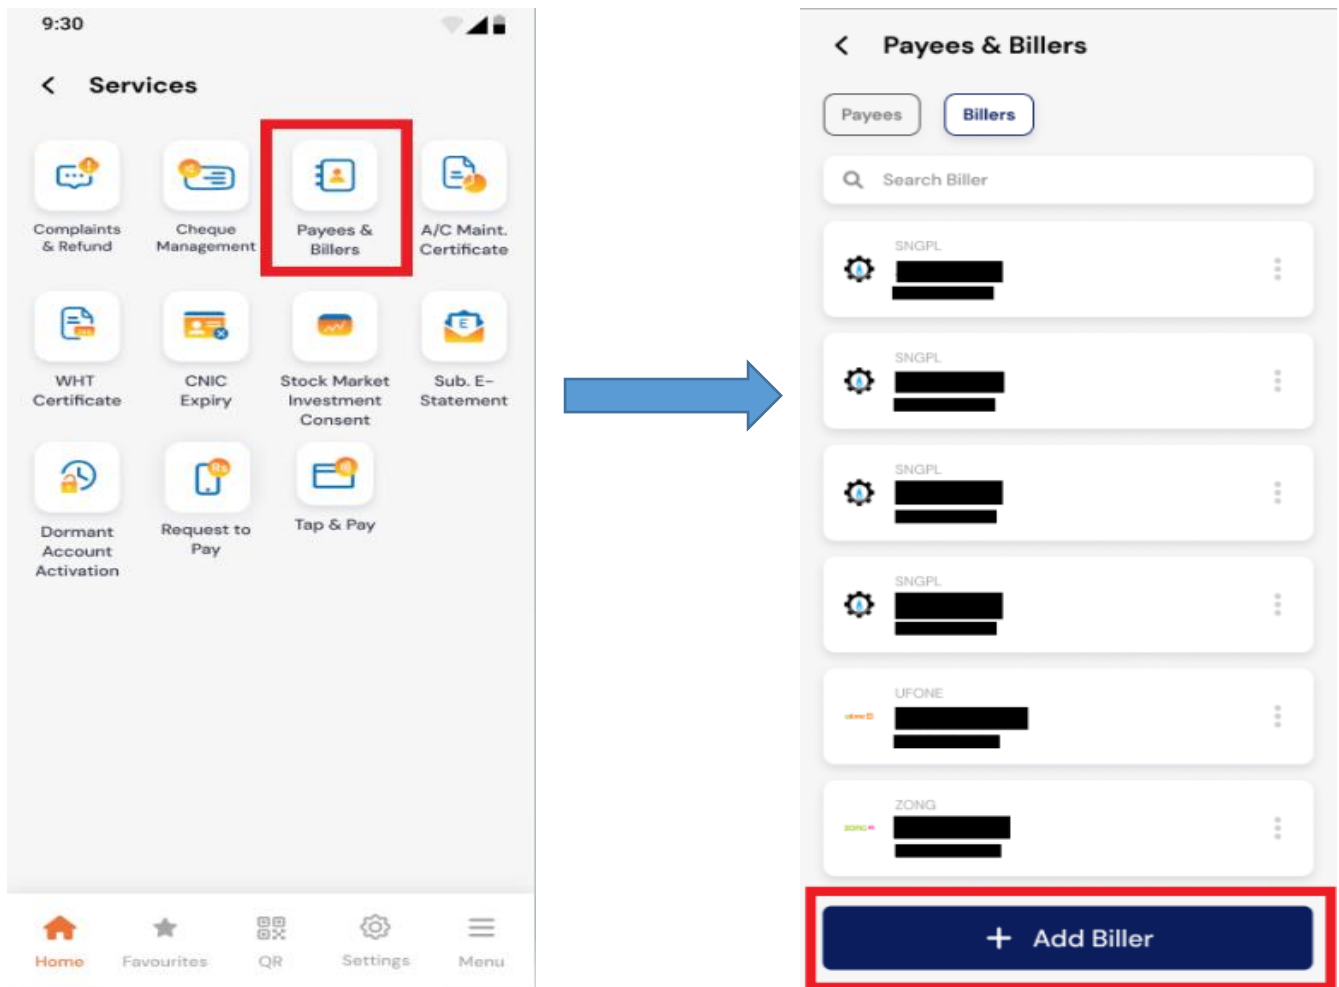 9:30
Services
Complaints
& Refund
Cheque
Management
Payees &
Billers
A/C Maint.
Certificate
WHT
Certificate
CNIC
Expiry
Stock Market
Investment
Consent
Sub. E-
Statement
Dormant
Account
Activation
Request to
Pay
Tap & Pay
Home
Favourites
QR
Settings
Menu
Payees & Billers
Payees
Billers
Search Biller
SNGPL
SNGPL
SNGPL
SNGPL
UFONE
ZONG
+ Add Biller